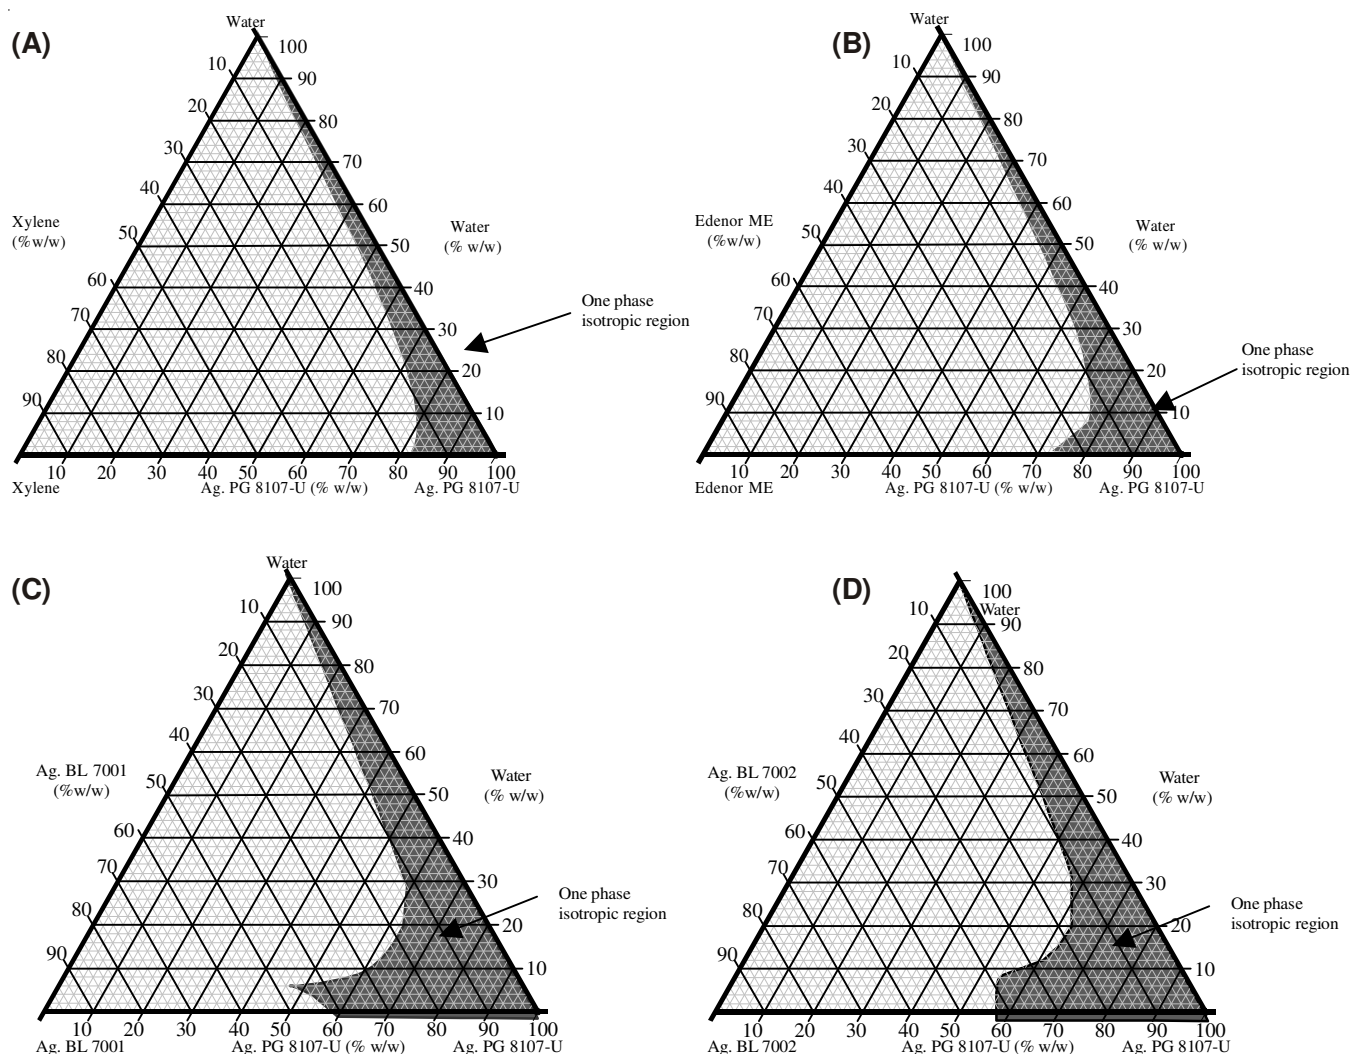 (A)
Water
100
10
90
20
80
30
70
40
60
Xylene
(%w/w)
50
Water
(% w/w)
50
60
40
One phase
isotropic region
70
30
80
20
90
10
10 20 30 40 50 60 70 80 90 100
Xylene Ag. PG 8107-U (% w/w) Ag. PG 8107-U
(B)
Water
100
10
90
20
80
30
70
40
60
Edenor ME
(%w/w)
50
Water
(% w/w)
50
60
40
70
30
One phase
isotropic region
80
20
90
10
10 20 30 40 50 60 70 80 90 100
Edenor ME Ag. PG 8107-U (% w/w) Ag. PG 8107-U
(C)
Water
100
10
90
20
80
30
70
40
60
Ag. BL 7001
(%w/w)
50
Water
(% w/w)
50
60
40
70
30
One phase
isotropic region
80
20
90
10
10 20 30 40 50 60 70 80 90 100
Ag. BL 7001 Ag. PG 8107-U (% w/w) Ag. PG 8107-U
(D)
100
Water
10
90
20
80
30
70
40
60
Ag. BL 7002
(%w/w)
50
Water
(% w/w)
50
60
40
70
30
One phase
isotropic region
80
20
90
10
10 20 30 40 50 60 70 80 90 100
Ag. BL 7002 Ag. PG 8107-U (% w/w) Ag. PG 8107-U